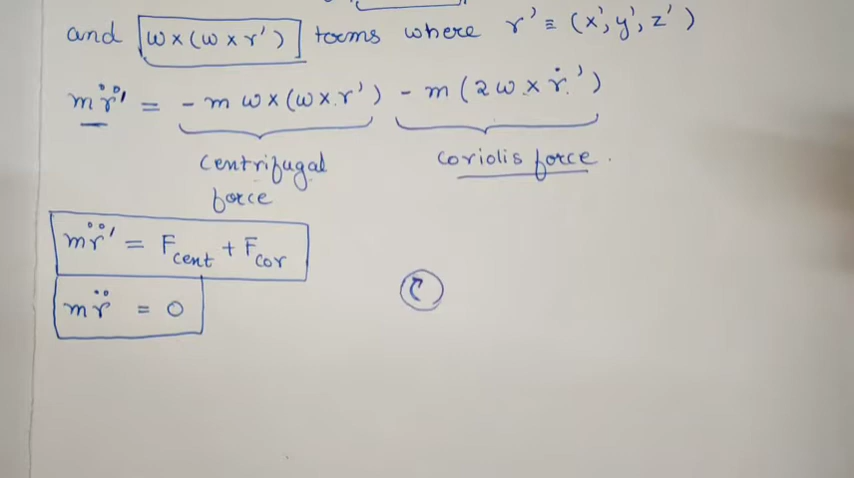 and ω×(ω×r') terms where r' ≡ (x', y', z')
mr̈' = - m ω×(ω×r') - m(2ω×ṙ')
centrifugal force
coriolis force.
mr̈' = F_cent + F_cor
mr̈ = 0